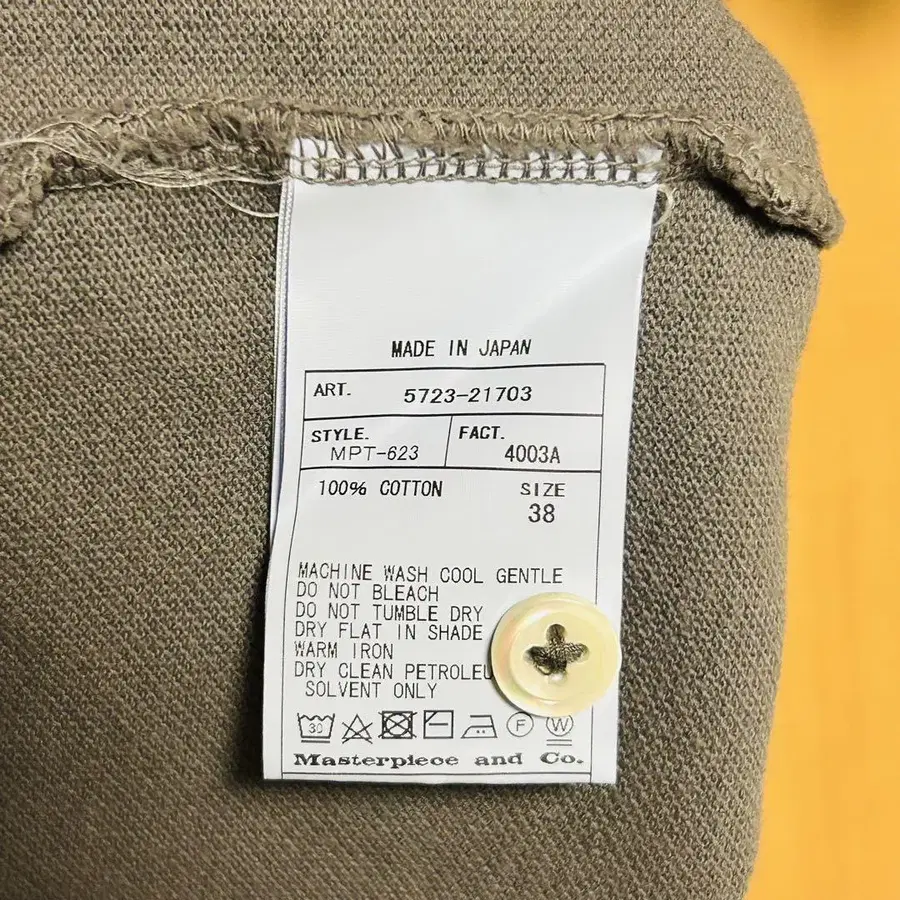 MADE IN JAPAN
ART. 5723-21703
STYLE. FACT.
MPT-623 4003A
100% COTTON SIZE
38
MACHINE WASH COOL GENTLE
DO NOT BLEACH
DO NOT TUMBLE DRY
DRY FLAT IN SHADE
WARM IRON
DRY CLEAN PETROLEU
SOLVENT ONLY
30 F W
Masterpiece and Co.